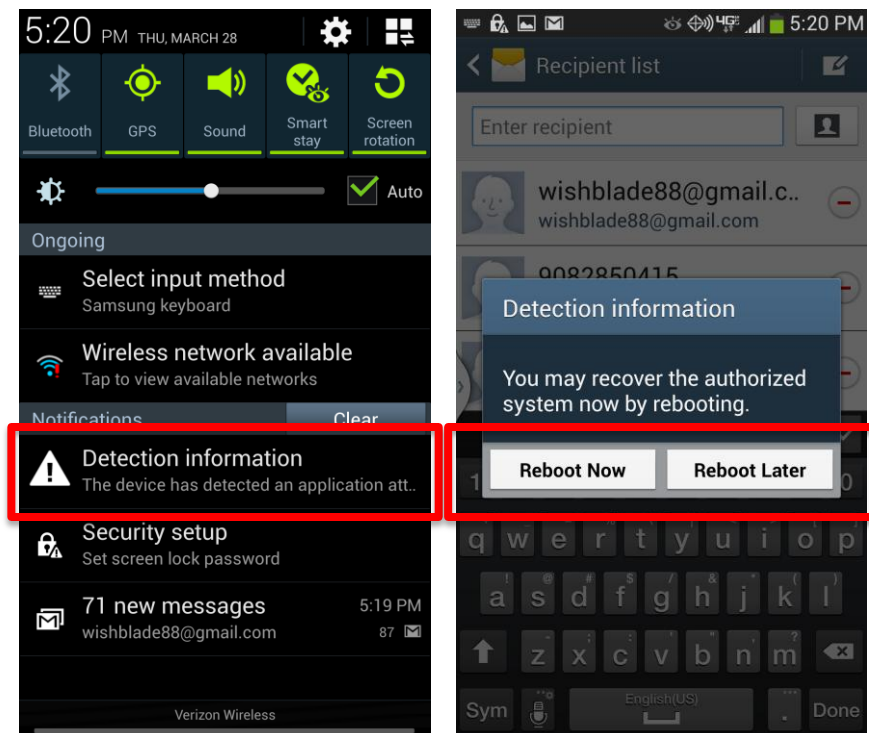 5:20 PM THU, MARCH 28
Bluetooth
GPS
Sound
Smart stay
Screen rotation
Auto
Ongoing
Select input method
Samsung keyboard
Wireless network available
Tap to view available networks
Notifications Clear
Detection information
The device has detected an application att..
Security setup
Set screen lock password
71 new messages 5:19 PM
wishblade88@gmail.com 87
Verizon Wireless
4G 5:20 PM
Recipient list
Enter recipient
wishblade88@gmail.c..
wishblade88@gmail.com
9082850415
Detection information
You may recover the authorized
system now by rebooting.
Reboot Now Reboot Later
1 0
q w e r t y u i o p
a s d f g h j k l
z x c v b n m
English(US)
Sym . Done